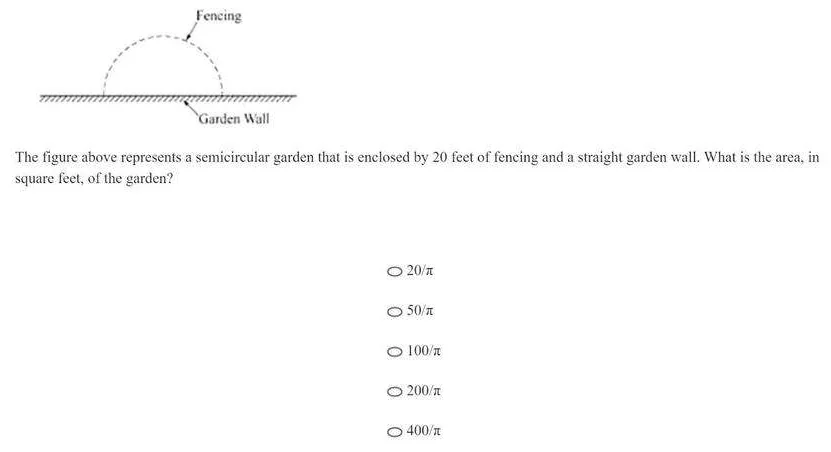 Fencing
Garden Wall
The figure above represents a semicircular garden that is enclosed by 20 feet of fencing and a straight garden wall. What is the area, in
square feet, of the garden?
20/π
50/π
100/π
200/π
400/π